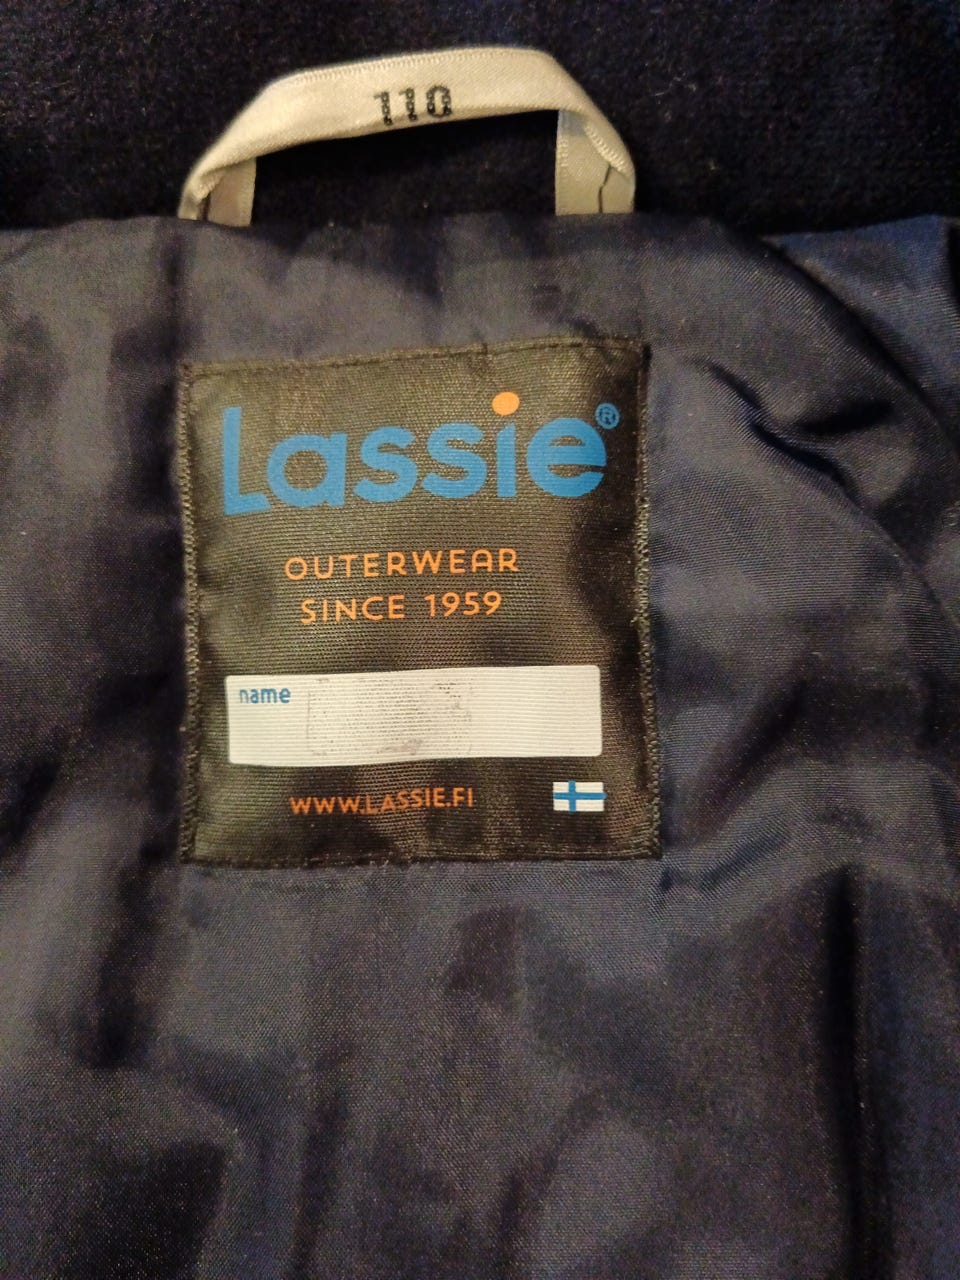 110
Lassie®
OUTERWEAR
SINCE 1959
name
WWW.LASSIE.FI